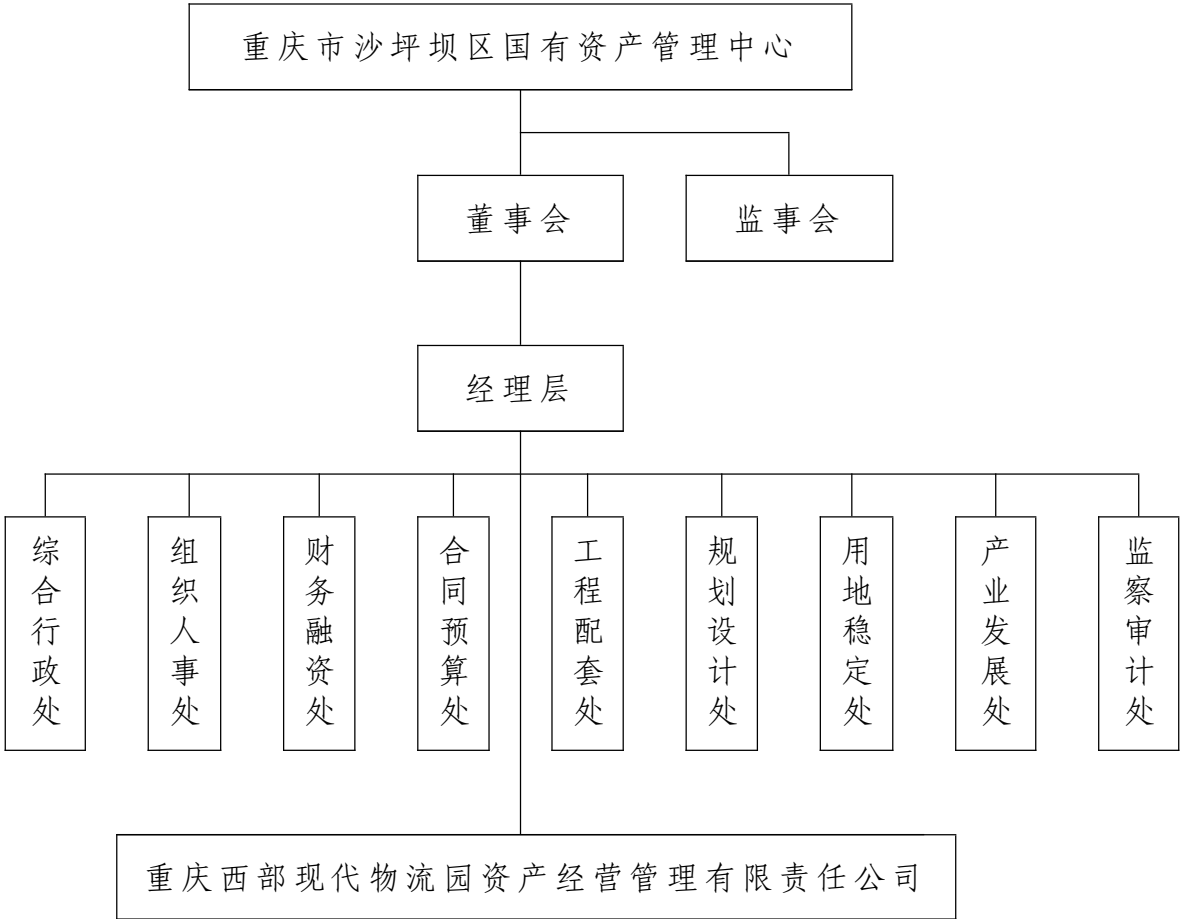 重庆市沙坪坝区国有资产管理中心
董事会
监事会
经理层
综合行政处
组织人事处
财务融资处
合同预算处
工程配套处
规划设计处
用地稳定处
产业发展处
监察审计处
重庆西部现代物流园资产经营管理有限责任公司